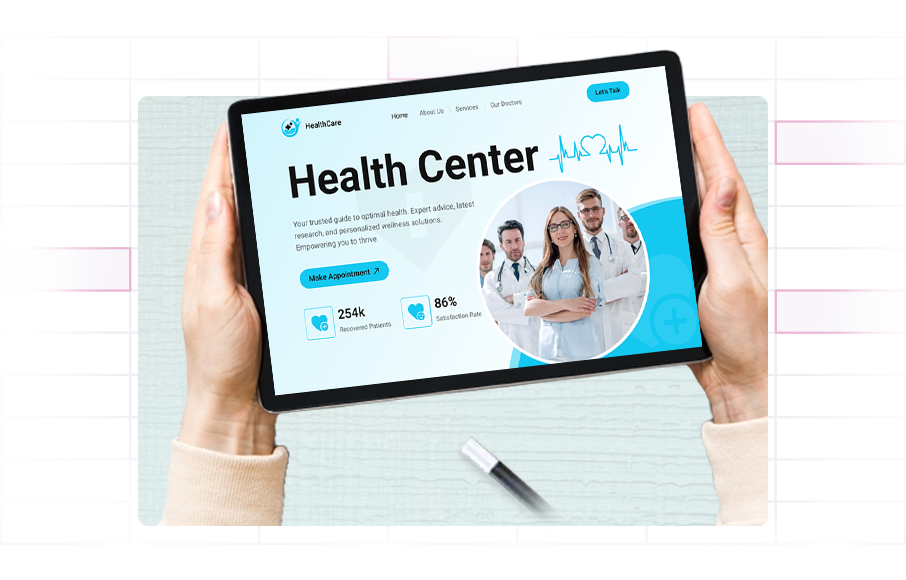 HealthCare
Home
About Us
Services
Our Doctors
Let's Talk
Health Center
Your trusted guide to optimal health. Expert advice, latest
research, and personalized wellness solutions.
Empowering you to thrive.
Make Appointment
254k
Recovered Patients
86%
Satisfaction Rate